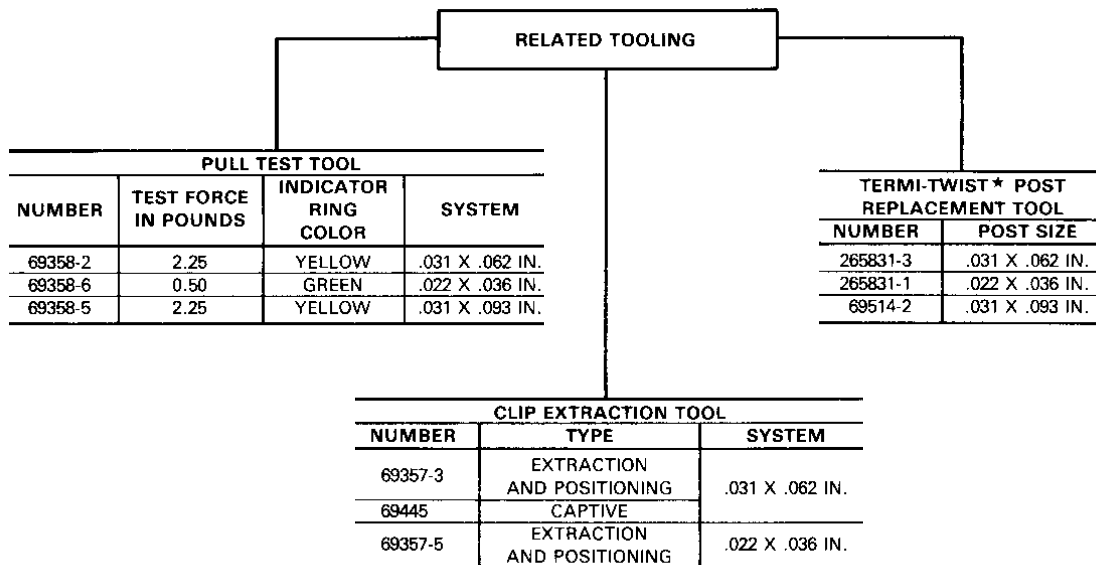 RELATED TOOLING
PULL TEST TOOL
NUMBER TEST FORCE IN POUNDS INDICATOR RING COLOR SYSTEM
69358-2 2.25 YELLOW .031 X .062 IN.
69358-6 0.50 GREEN .022 X .036 IN.
69358-5 2.25 YELLOW .031 X .093 IN.
TERMI-TWIST★ POST
REPLACEMENT TOOL
NUMBER POST SIZE
265831-3 .031 X .062 IN.
265831-1 .022 X .036 IN.
69514-2 .031 X .093 IN.
CLIP EXTRACTION TOOL
NUMBER TYPE SYSTEM
69357-3 EXTRACTION AND POSITIONING .031 X .062 IN.
69445 CAPTIVE
69357-5 EXTRACTION AND POSITIONING .022 X .036 IN.